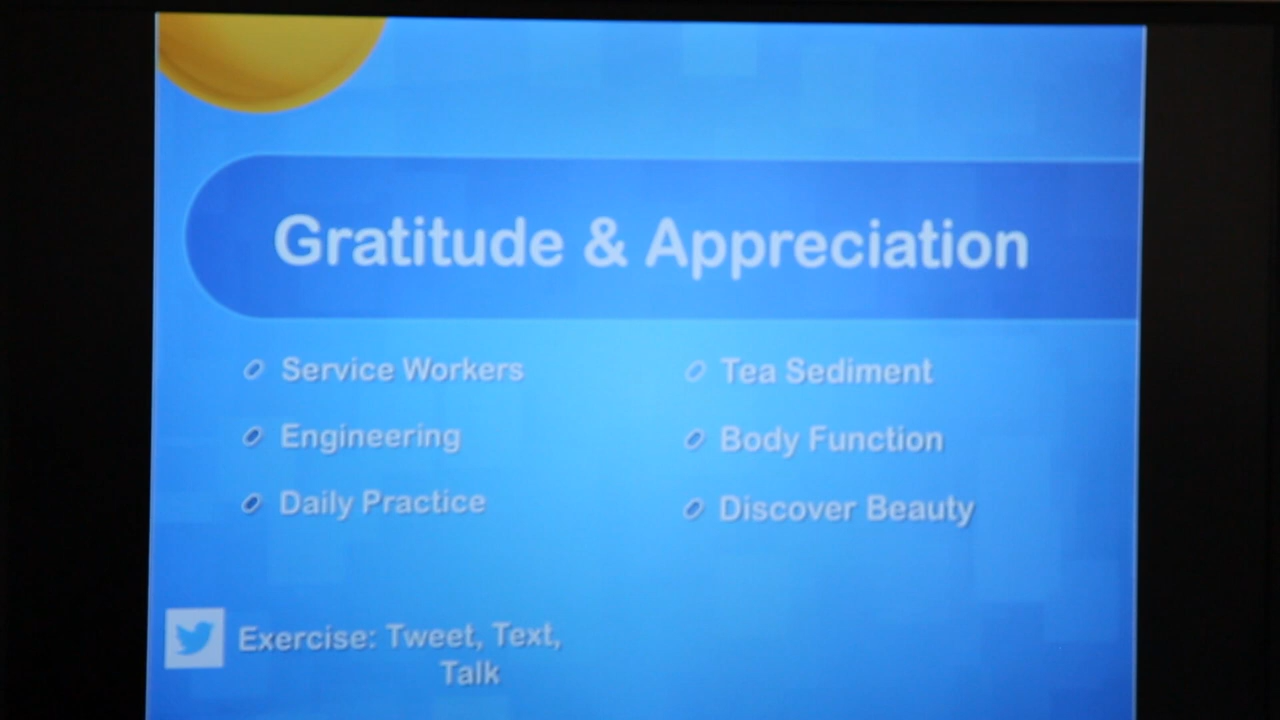 Gratitude & Appreciation
Service Workers
Engineering
Daily Practice
Tea Sediment
Body Function
Discover Beauty
Exercise: Tweet, Text,
Talk